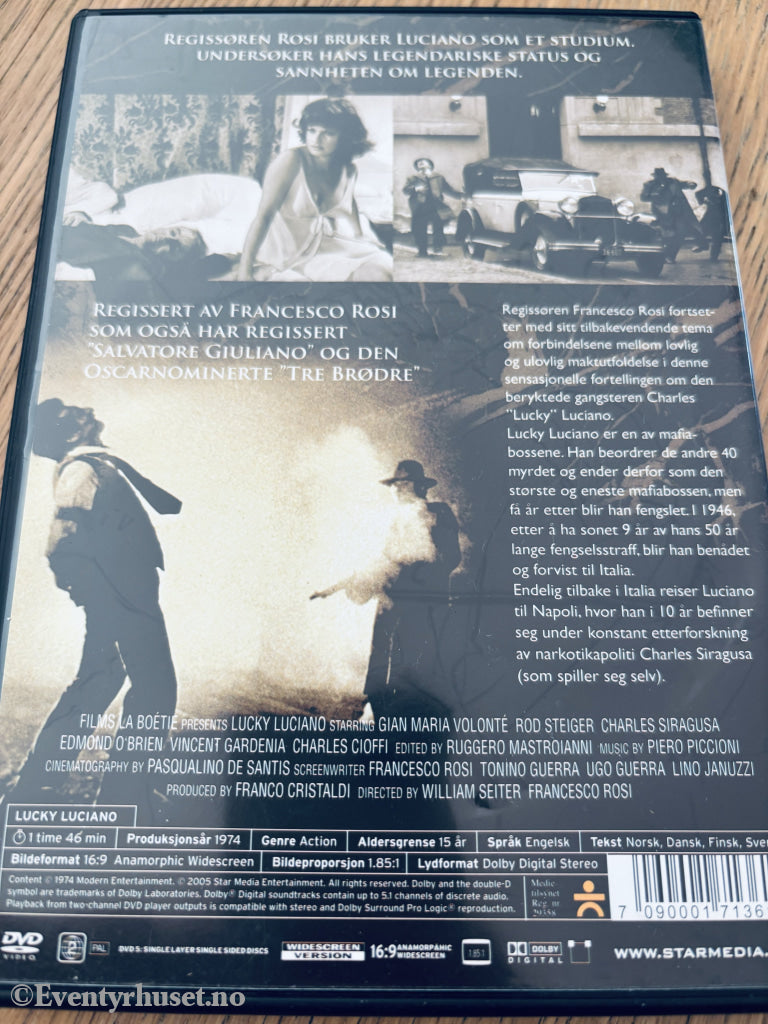 REGISSØREN ROSI BRUKER LUCIANO SOM ET STUDIUM,
UNDERSØKER HANS LEGENDARISKE STATUS OG
SANNHETEN OM LEGENDEN.
REGISSERT AV FRANCESCO ROSI
SOM OGSÅ HAR REGISSERT
"SALVATORE GIULIANO" OG DEN
OSCARNOMINERTE "TRE BRØDRE"
Regissøren Francesco Rosi fortset-
ter med sitt tilbakevendende tema
om forbindelsene mellom lovlig
og ulovlig maktutfoldelse i denne
sensasjonelle fortellingen om den
beryktede gangsteren Charles
"Lucky" Luciano.
Lucky Luciano er en av mafia-
bossene. Han beordrer de andre 40
myrdet og ender derfor som den
største og eneste mafiabossen, men
få år etter blir han fengslet. I 1946,
etter å ha sonet 9 år av hans 50 år
lange fengselsstraff, blir han benådet
og forvist til Italia.
Endelig tilbake i Italia reiser Luciano
til Napoli, hvor han i 10 år befinner
seg under konstant etterforskning
av narkotikapoliti Charles Siragusa
(som spiller seg selv).
FILMS LA BOÉTIE PRESENTS LUCKY LUCIANO STARRING GIAN MARIA VOLONTÉ ROD STEIGER CHARLES SIRAGUSA
EDMOND O'BRIEN VINCENT GARDENIA CHARLES CIOFFI EDITED BY RUGGERO MASTROIANNI MUSIC BY PIERO PICCIONI
CINEMATOGRAPHY BY PASQUALINO DE SANTIS SCREENWRITER FRANCESCO ROSI TONINO GUERRA UGO GUERRA LINO JANUZZI
PRODUCED BY FRANCO CRISTALDI DIRECTED BY WILLIAM SEITER FRANCESCO ROSI
LUCKY LUCIANO
1 time 46 min Produksjonsår 1974 Genre Action Aldersgrense 15 år Språk Engelsk Tekst Norsk, Dansk, Finsk, Sve
Bildeformat 16:9 Anamorphic Widescreen Bildeproporsjon 1.85:1 Lydformat Dolby Digital Stereo
Content © 1974 Modern Entertainment. © 2005 Star Media Entertainment. All rights reserved. Dolby and the double-D
symbol are trademarks of Dolby Laboratories. Dolby® Digital soundtracks contain up to 5.1 channels of discrete audio.
Playback from two-channel DVD player outputs is compatible with stereo and Dolby Surround Pro Logic® reproduction.
Medie
tilsynet
Reg. nr
29358
7 090001 7136
DVD VIDEO 2 PAL DVD 5: SINGLE LAYER SINGLE SIDED DISCS WIDESCREEN VERSION 16:9 ANAMORPHIC WIDESCREEN 1.85:1 DOLBY DIGITAL WWW.STARMEDIA.
©Eventyrhuset.no